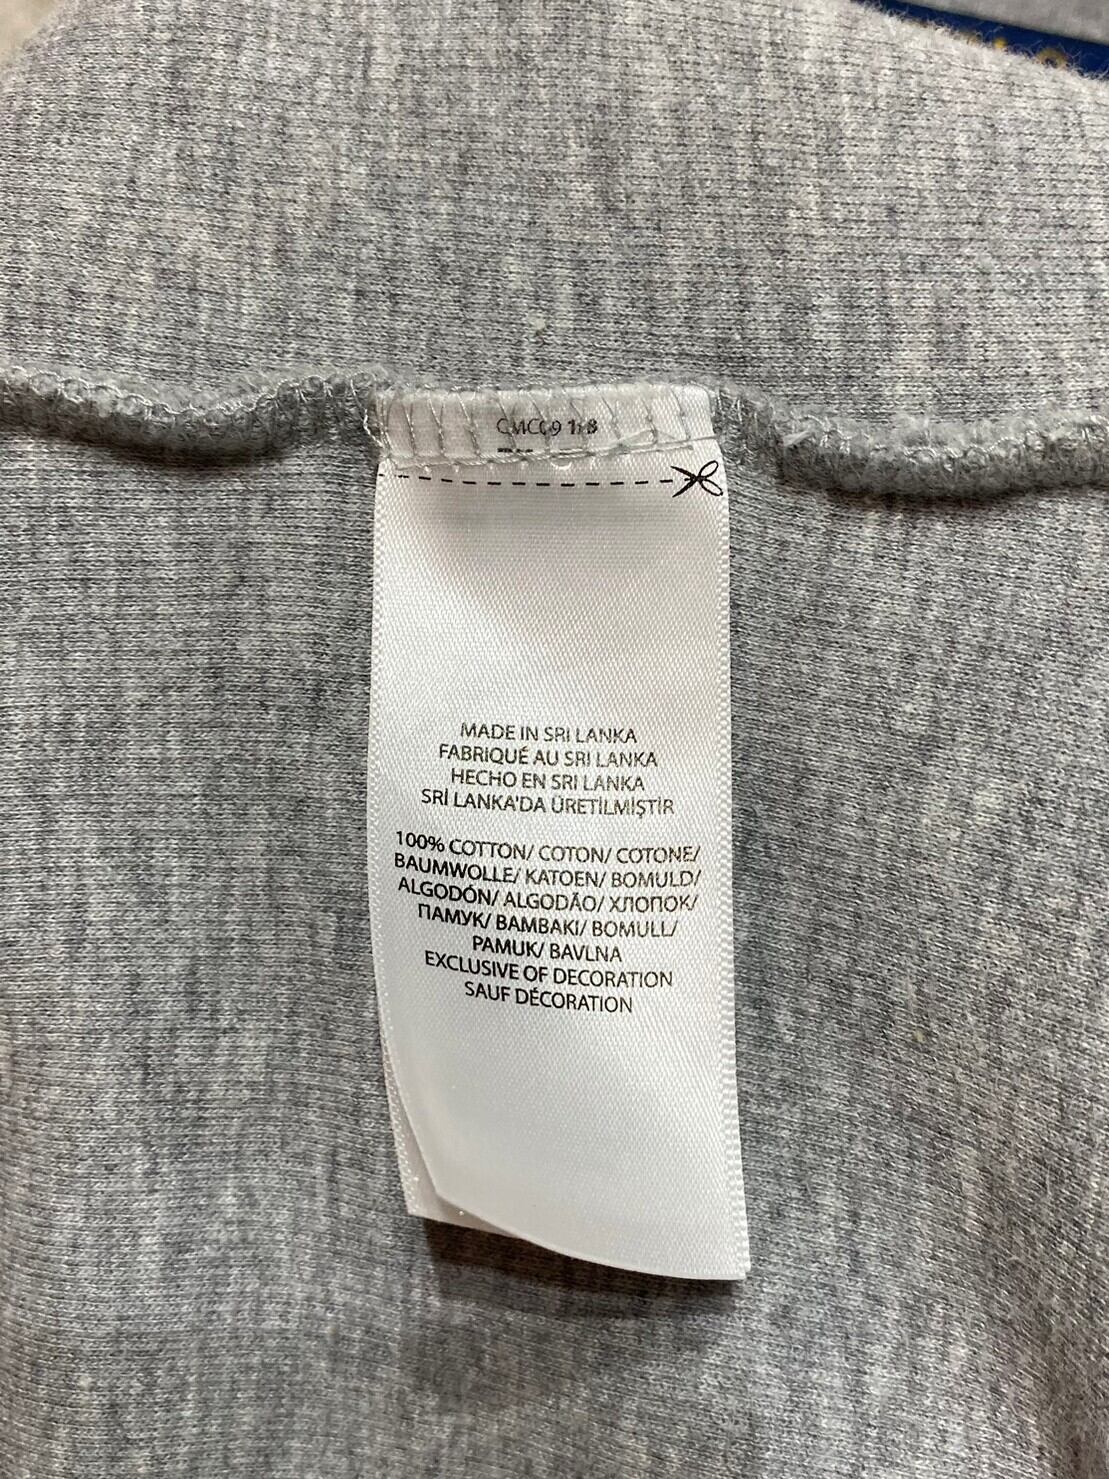 MADE IN SRI LANKA
FABRIQUÉ AU SRI LANKA
HECHO EN SRI LANKA
SRİ LANKA'DA ÜRETİLMİŞTİR
100% COTTON/ COTON/ COTONE/
BAUMWOLLE/ KATOEN/ BOMULD/
ALGODÓN/ ALGODÃO/ ХЛОПОК/
ПАМУК/ BAMBAKI/ BOMULL/
PAMUK/ BAVLNA
EXCLUSIVE OF DECORATION
SAUF DÉCORATION